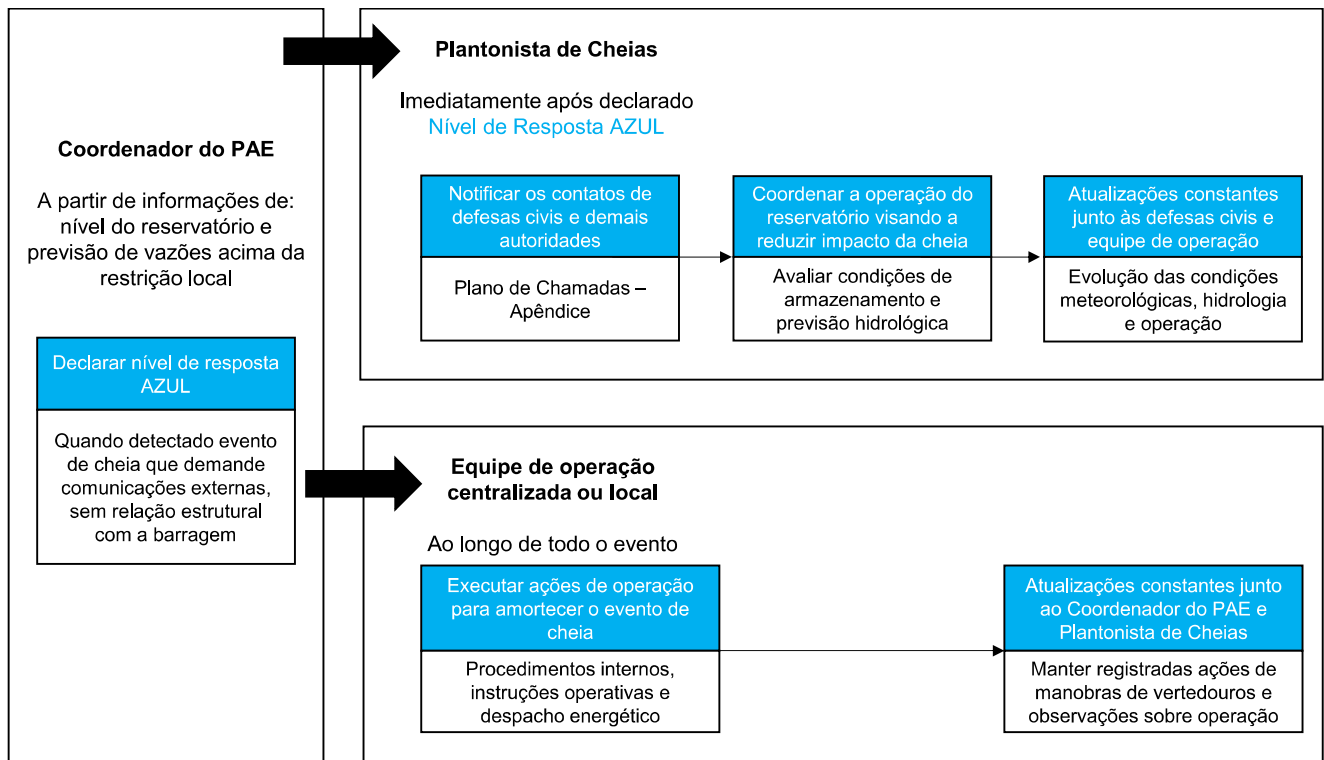 Coordenador do PAE
A partir de informações de:
nível do reservatório e
previsão de vazões acima da
restrição local
Declarar nível de resposta
AZUL
Quando detectado evento
de cheia que demande
comunicações externas,
sem relação estrutural
com a barragem
Plantonista de Cheias
Imediatamente após declarado
Nível de Resposta AZUL
Notificar os contatos de
defesas civis e demais
autoridades
Plano de Chamadas –
Apêndice
Coordenar a operação do
reservatório visando a
reduzir impacto da cheia
Avaliar condições de
armazenamento e
previsão hidrológica
Atualizações constantes
junto às defesas civis e
equipe de operação
Evolução das condições
meteorológicas, hidrologia
e operação
Equipe de operação
centralizada ou local
Ao longo de todo o evento
Executar ações de operação
para amortecer o evento de
cheia
Procedimentos internos,
instruções operativas e
despacho energético
Atualizações constantes junto
ao Coordenador do PAE e
Plantonista de Cheias
Manter registradas ações de
manobras de vertedouros e
observações sobre operação